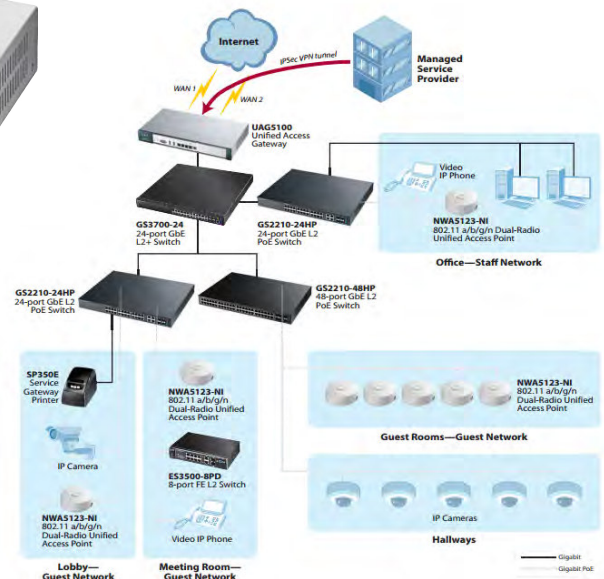 Internet
IPSec VPN tunnel
Managed
Service
Provider
WAN 1
WAN 2
UAG5100
Unified Access
Gateway
GS3700-24
24-port GbE
L2+ Switch
GS2210-24HP
24-port GbE L2
PoE Switch
Video
IP Phone
NWA5123-NI
802.11 a/b/g/n Dual-Radio
Unified Access Point
Office—Staff Network
GS2210-24HP
24-port GbE L2
PoE Switch
GS2210-48HP
48-port GbE L2
PoE Switch
SP350E
Service
Gateway
Printer
IP Camera
NWA5123-NI
802.11 a/b/g/n
Dual-Radio Unified
Access Point
Lobby—
Guest Network
NWA5123-NI
802.11 a/b/g/n
Dual-Radio Unified
Access Point
ES3500-8PD
8-port FE L2 Switch
Video IP Phone
Meeting Room—
Guest Network
NWA5123-NI
802.11 a/b/g/n
Dual-Radio Unified
Access Point
Guest Rooms—Guest Network
IP Cameras
Hallways
Gigabit
Gigabit PoE